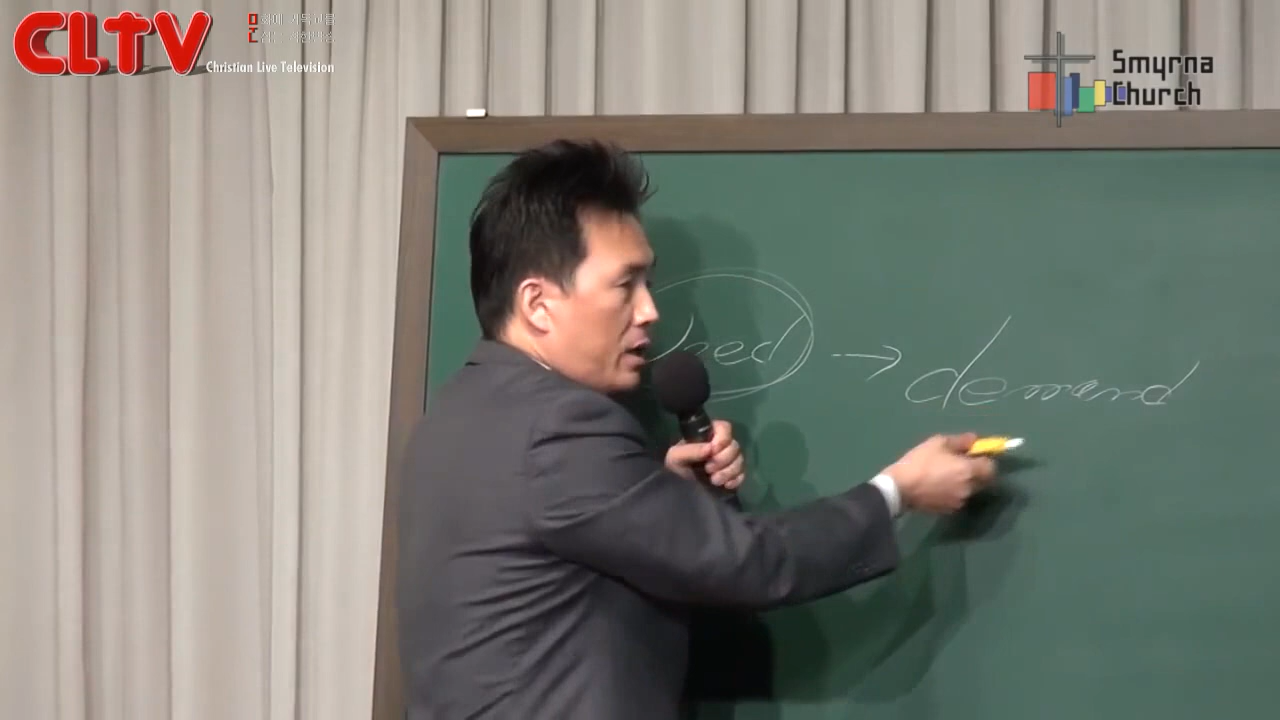 CLTV
Christian Live Television
Smyrna
Church
need → demand